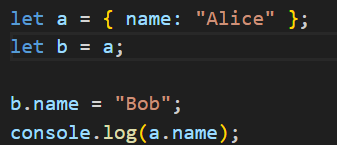 let a = { name: "Alice" };
let b = a;
b.name = "Bob";
console.log(a.name);